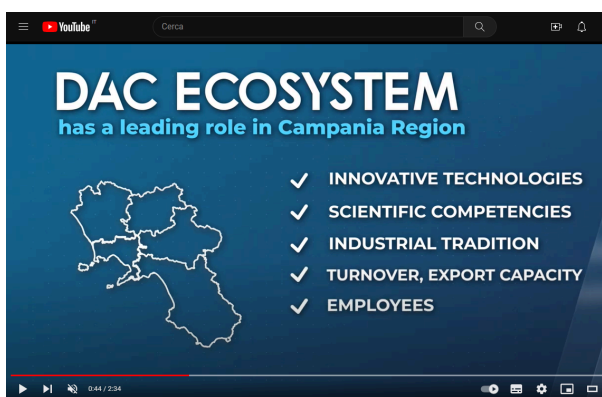 YouTube IT
Cerca
DAC ECOSYSTEM
has a leading role in Campania Region
INNOVATIVE TECHNOLOGIES
SCIENTIFIC COMPETENCIES
INDUSTRIAL TRADITION
TURNOVER, EXPORT CAPACITY
EMPLOYEES
0:44 / 2:34